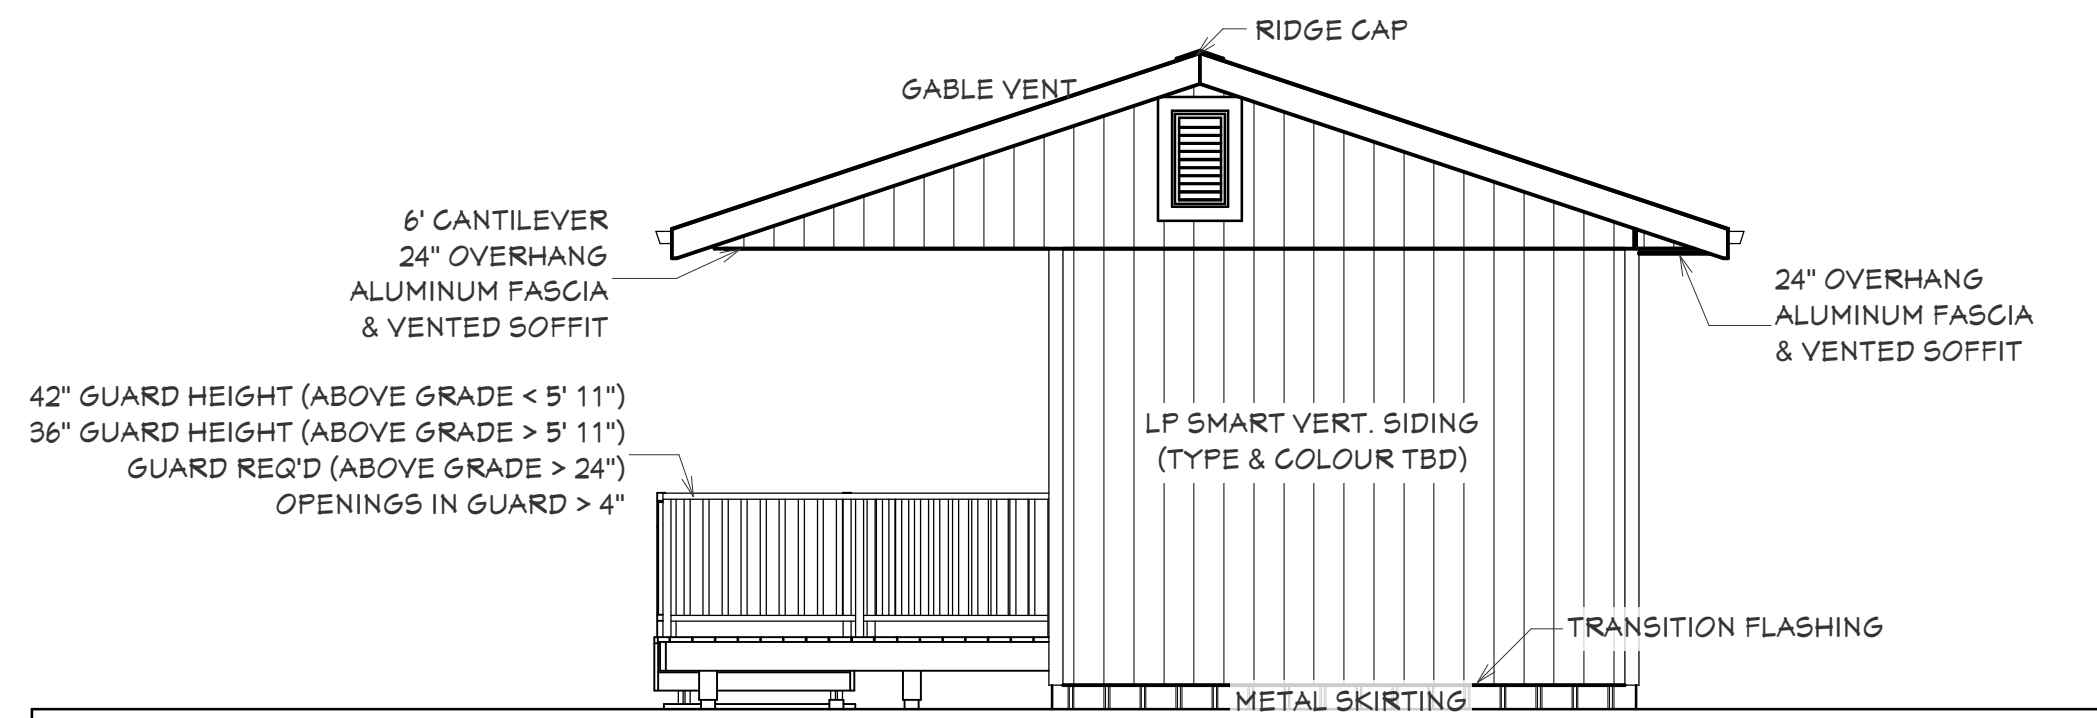 RIDGE CAP
GABLE VENT
6' CANTILEVER
24" OVERHANG
ALUMINUM FASCIA
& VENTED SOFFIT
24" OVERHANG
ALUMINUM FASCIA
& VENTED SOFFIT
42" GUARD HEIGHT (ABOVE GRADE < 5' 11")
36" GUARD HEIGHT (ABOVE GRADE > 5' 11")
GUARD REQ'D (ABOVE GRADE > 24")
OPENINGS IN GUARD > 4"
LP SMART VERT. SIDING
(TYPE & COLOUR TBD)
TRANSITION FLASHING
METAL SKIRTING